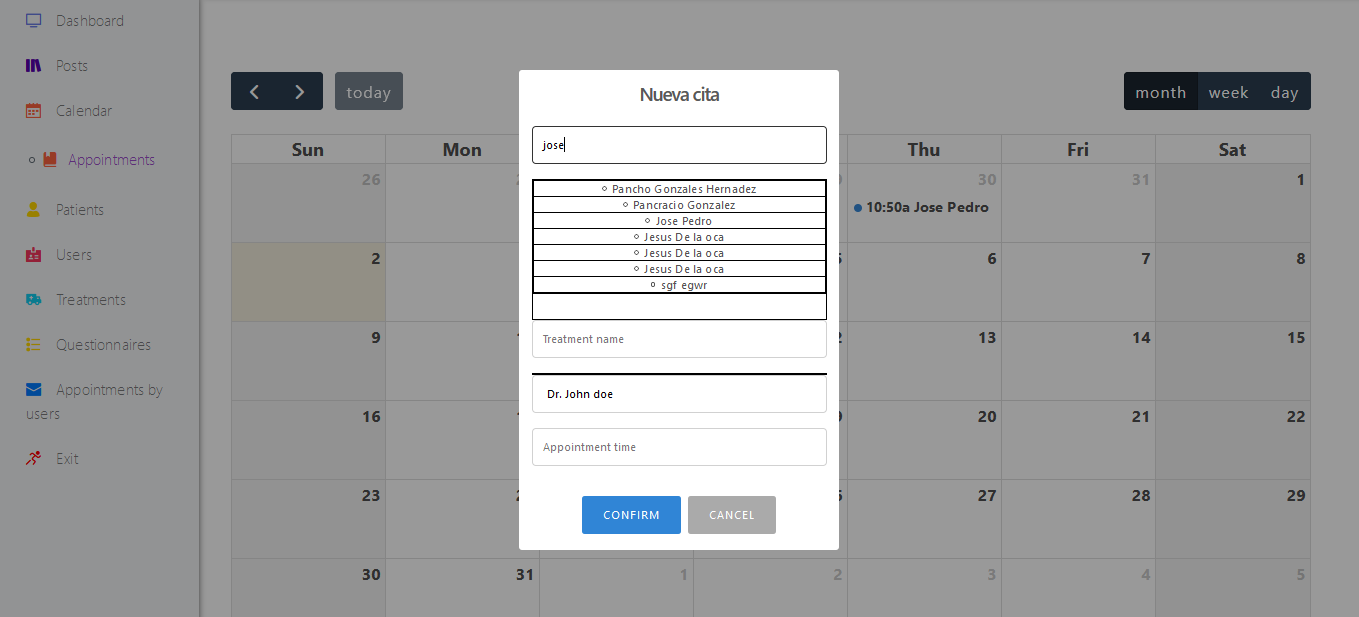 Dashboard
Posts
Calendar
Appointments
Patients
Users
Treatments
Questionnaires
Appointments by
users
Exit
today
month week day
Sun Mon Thu Fri Sat
26 30 31 1
10:50a Jose Pedro
2 6 7 8
9 13 14 15
16 20 21 22
23 27 28 29
30 31 1 2 3 4 5
Nueva cita
jose
Pancho Gonzales Hernadez
Pancracio Gonzalez
Jose Pedro
Jesus De la oca
Jesus De la oca
Jesus De la oca
sgf egwr
Treatment name
Dr. John doe
Appointment time
CONFIRM CANCEL